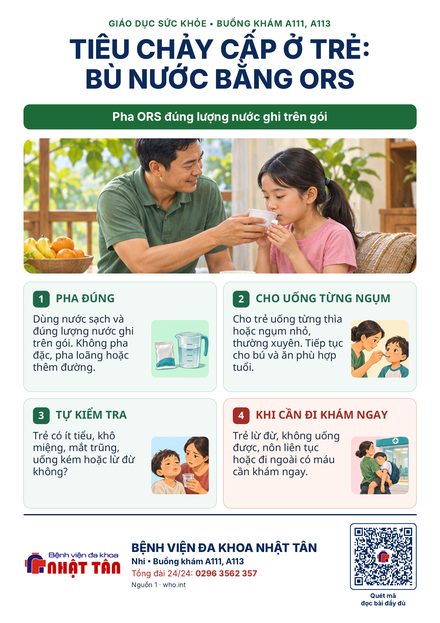 GIÁO DỤC SỨC KHỎE • BUỒNG KHÁM A111, A113
TIÊU CHẢY CẤP Ở TRẺ:
BÙ NƯỚC BẰNG ORS
Pha ORS đúng lượng nước ghi trên gói
1 PHA ĐÚNG
Dùng nước sạch và
đúng lượng nước ghi
trên gói. Không pha
đặc, pha loãng hoặc
thêm đường.
2 CHO UỐNG TỪNG NGỤM
Cho trẻ uống từng thìa
hoặc ngụm nhỏ,
thường xuyên. Tiếp tục
cho bú và ăn phù hợp
tuổi.
3 TỰ KIỂM TRA
Trẻ có ít tiểu, khô
miệng, mắt trũng,
uống kém hoặc lừ đừ
không?
4 KHI CẦN ĐI KHÁM NGAY
Trẻ lừ đừ, không uống
được, nôn liên tục
hoặc đi ngoài có máu
cần khám ngay.
Bệnh viện đa khoa
NHẬT TÂN
BỆNH VIỆN ĐA KHOA NHẬT TÂN
Nhi • Buồng khám A111, A113
Tổng đài 24/24: 0296 3562 357
Nguồn 1 · who.int
Quét mã
đọc bài đầy đủ